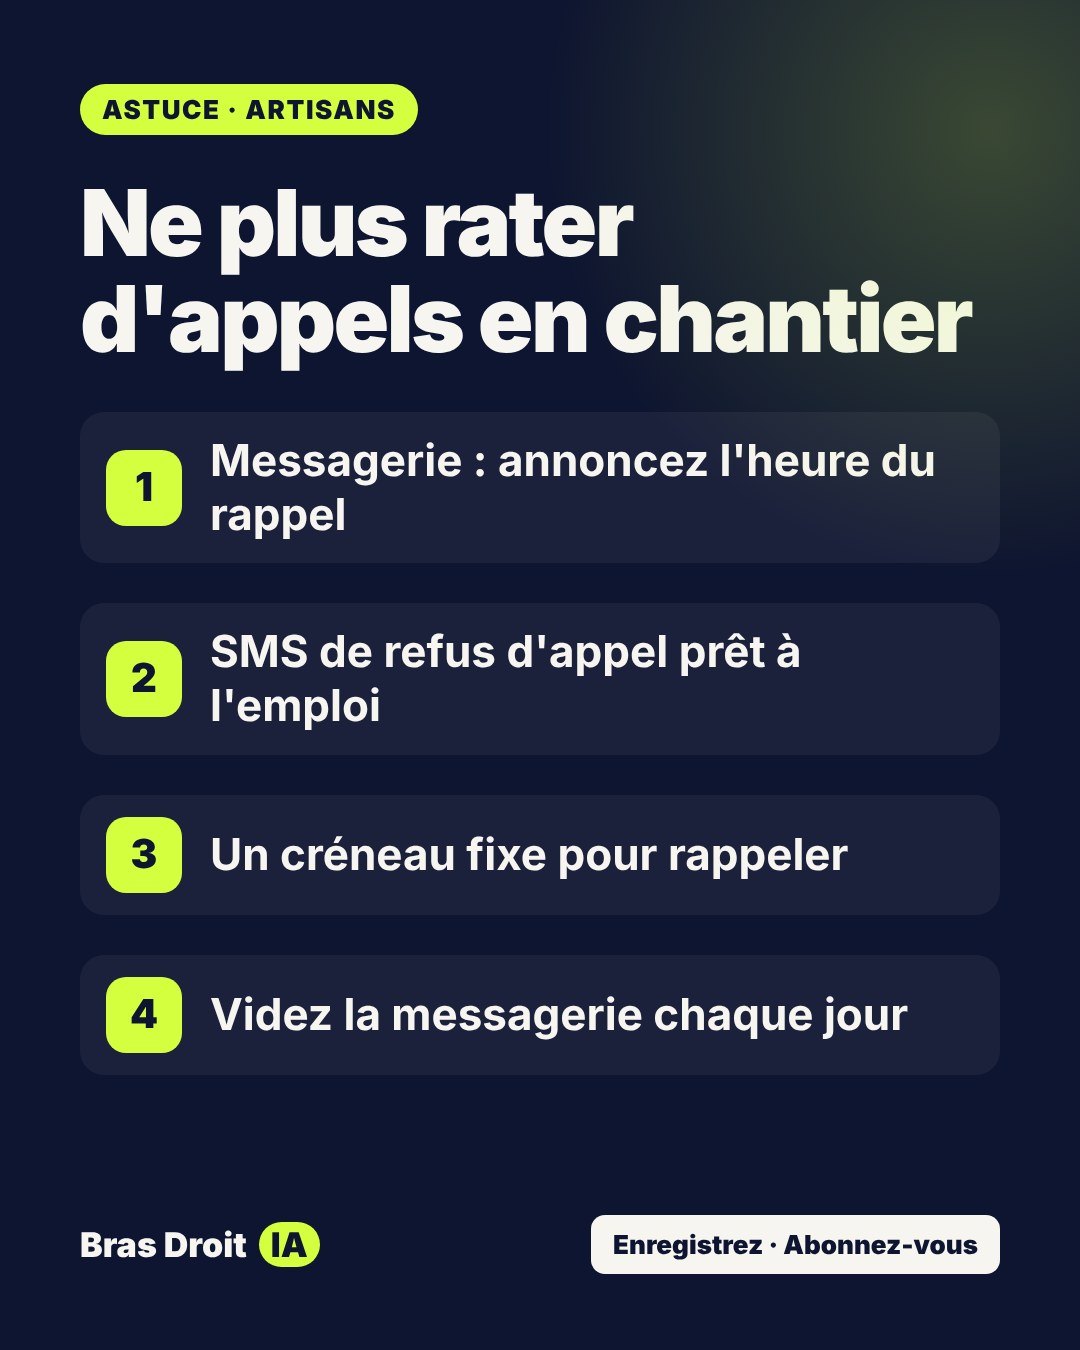 ASTUCE · ARTISANS
Ne plus rater
d'appels en chantier
1
Messagerie : annoncez l'heure du
rappel
2
SMS de refus d'appel prêt à
l'emploi
3
Un créneau fixe pour rappeler
4
Videz la messagerie chaque jour
Bras Droit IA
Enregistrez · Abonnez-vous